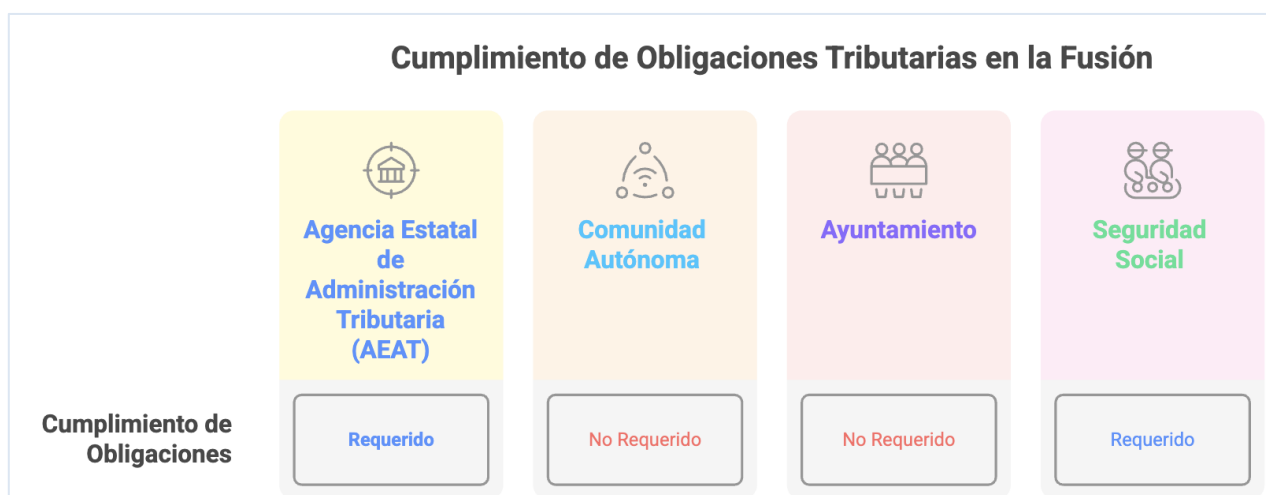 Cumplimiento de Obligaciones Tributarias en la Fusión
Agencia Estatal
de
Administración
Tributaria
(AEAT)
Comunidad
Autónoma
Ayuntamiento
Seguridad
Social
Cumplimiento de
Obligaciones
Requerido
No Requerido
No Requerido
Requerido